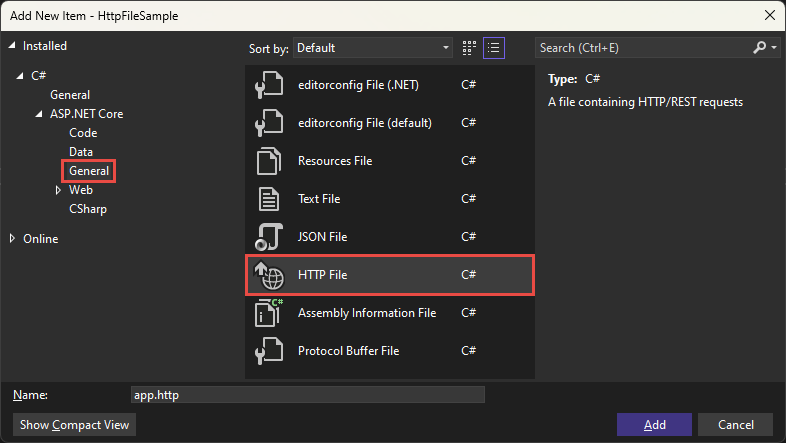 Add New Item - HttpFileSample
Installed
Sort by: Default
Search (Ctrl+E)
C#
General
ASP.NET Core
Code
Data
General
Web
CSharp
Online
editorconfig File (.NET) C#
editorconfig File (default) C#
Resources File C#
Text File C#
JSON File C#
HTTP File C#
C#
Assembly Information File C#
Protocol Buffer File C#
Type: C#
A file containing HTTP/REST requests
Name: app.http
Show Compact View
Add Cancel